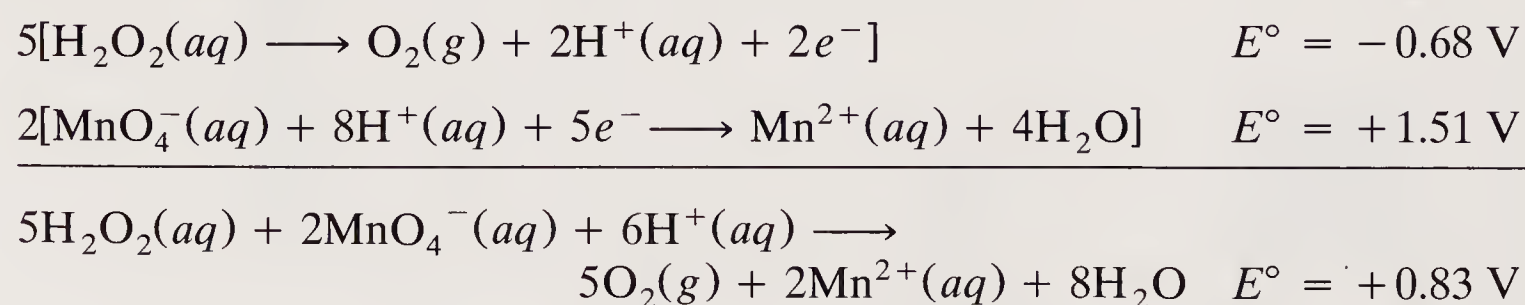 5[H₂O₂(aq) ⟶ O₂(g) + 2H⁺(aq) + 2e⁻] E° = −0.68 V
2[MnO₄⁻(aq) + 8H⁺(aq) + 5e⁻ ⟶ Mn²⁺(aq) + 4H₂O] E° = +1.51 V
5H₂O₂(aq) + 2MnO₄⁻(aq) + 6H⁺(aq) ⟶
5O₂(g) + 2Mn²⁺(aq) + 8H₂O E° = +0.83 V